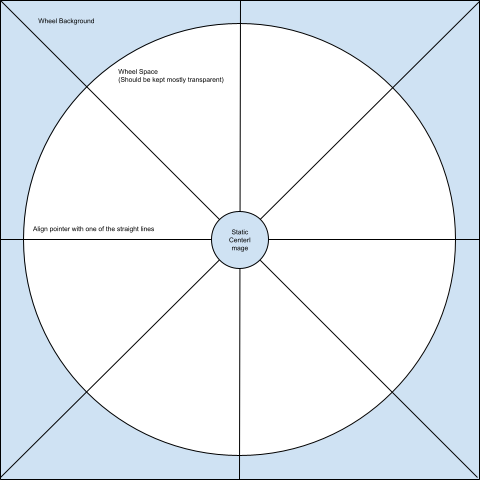 Wheel Background
Wheel Space
(Should be kept mostly transparent)
Align pointer with one of the straight lines
Static
CenterI
mage